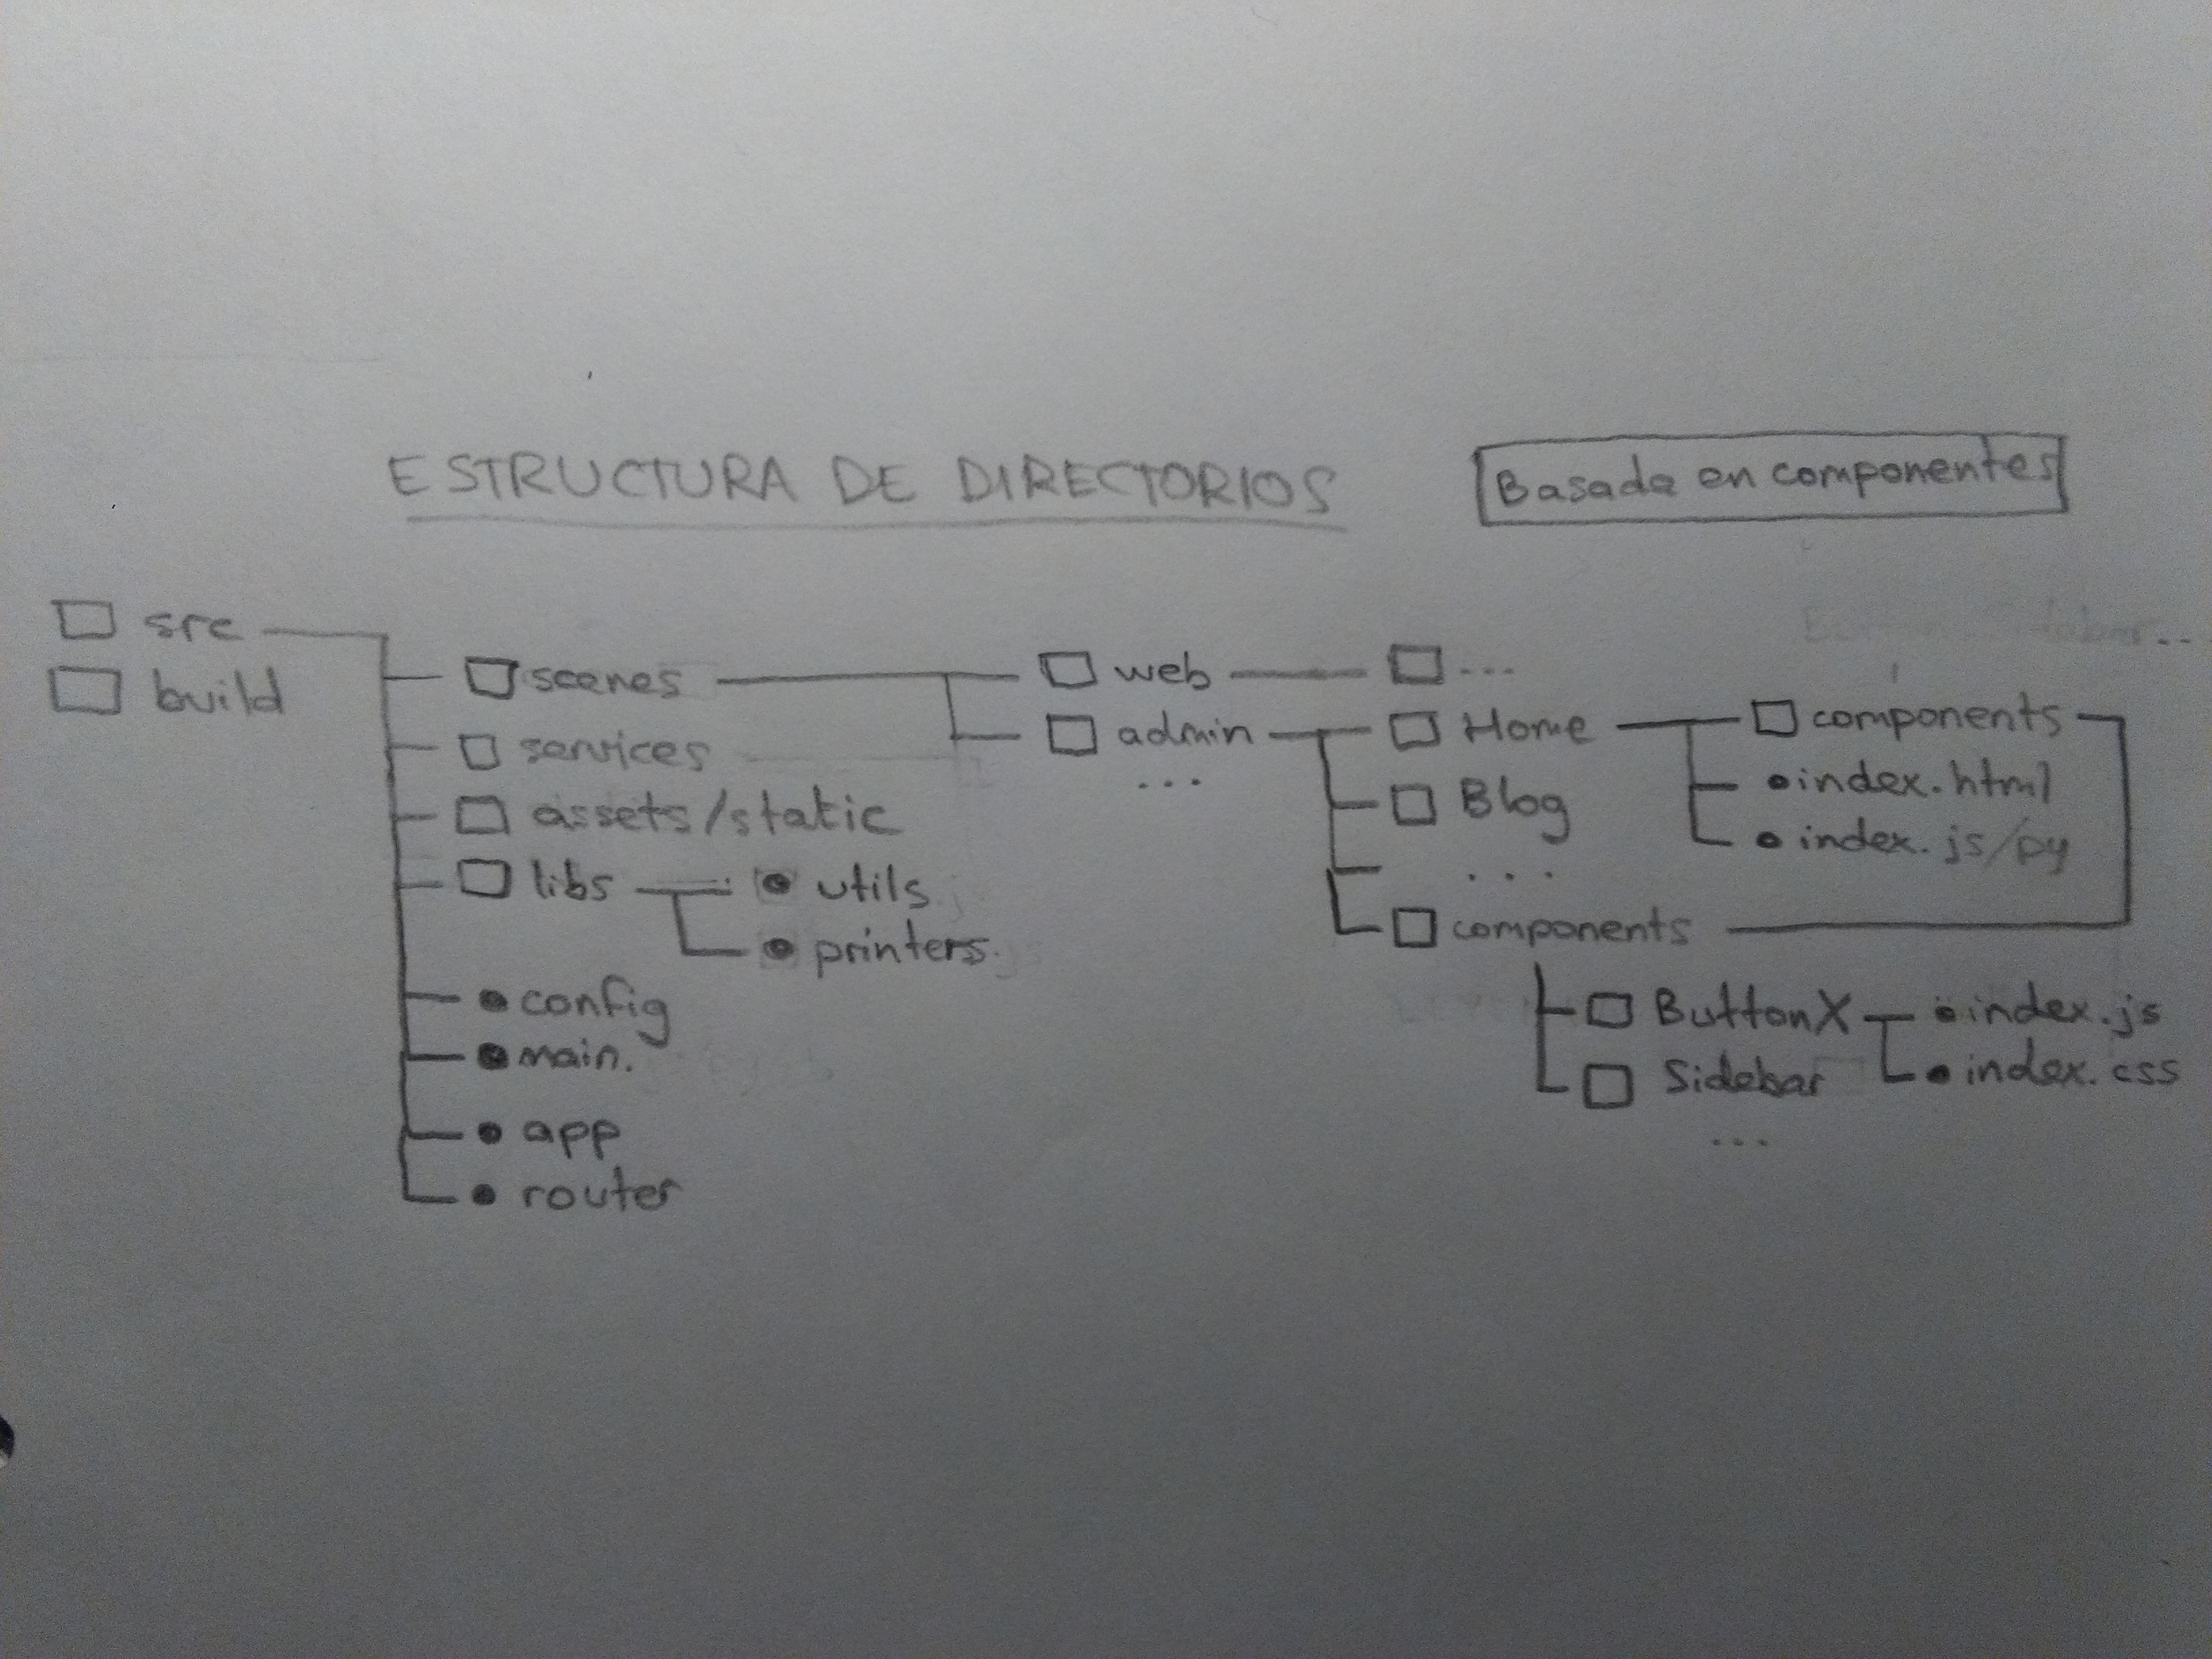 ESTRUCTURA DE DIRECTORIOS
Basada en componentes
src
build
scenes
services
assets/static
libs
utils
printers.
config
main.
app
router
web
...
admin
...
Home
Blog
...
components
components
index.html
index.js/py
ButtonX
index.js
index.css
Sidebar
...